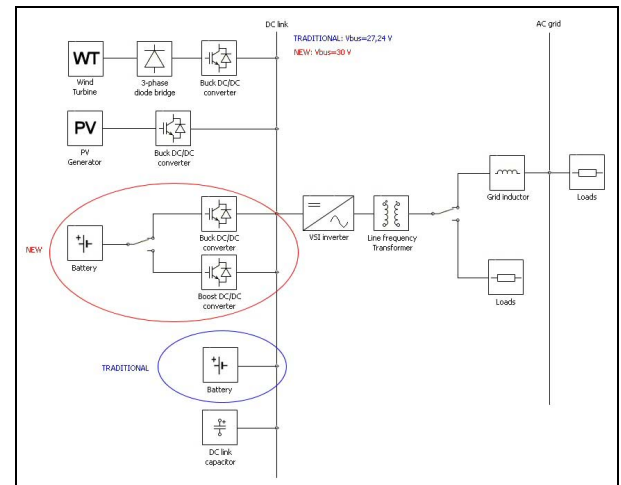 DC link
AC grid
TRADITIONAL: Vbus=27,24 V
NEW: Vbus=30 V
WT
Wind
Turbine
3-phase
diode bridge
Buck DC/DC
converter
PV
PV
Generator
Buck DC/DC
converter
NEW
Battery
Buck DC/DC
converter
Boost DC/DC
converter
VSI inverter
Line frequency
Transformer
Grid inductor
Loads
Loads
TRADITIONAL
Battery
DC link
capacitor